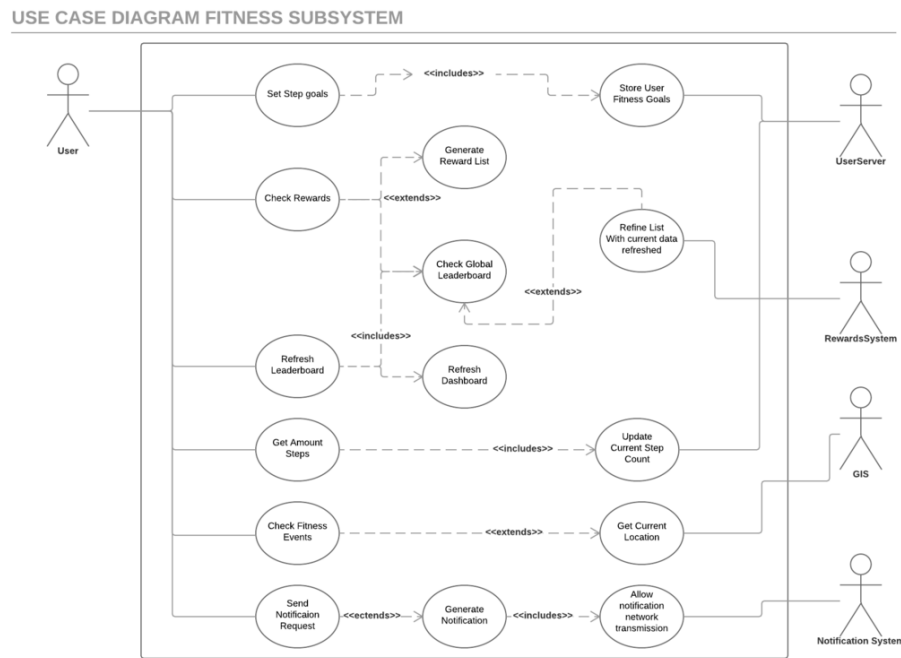 USE CASE DIAGRAM FITNESS SUBSYSTEM
Set Step goals
<<includes>>
Store User
Fitness Goals
User
UserServer
Generate
Reward List
Check Rewards
<<extends>>
Refine List
With current data
refreshed
Check Global
Leaderboard
<<extends>>
RewardsSystem
<<includes>>
Refresh
Leaderboard
Refresh
Dashboard
Get Amount
Steps
<<includes>>
Update
Current Step
Count
GIS
Check Fitness
Events
<<extends>>
Get Current
Location
Send
Notificaion
Request
<<ectends>>
Generate
Notification
<<includes>>
Allow
notification
network
transmission
Notification System